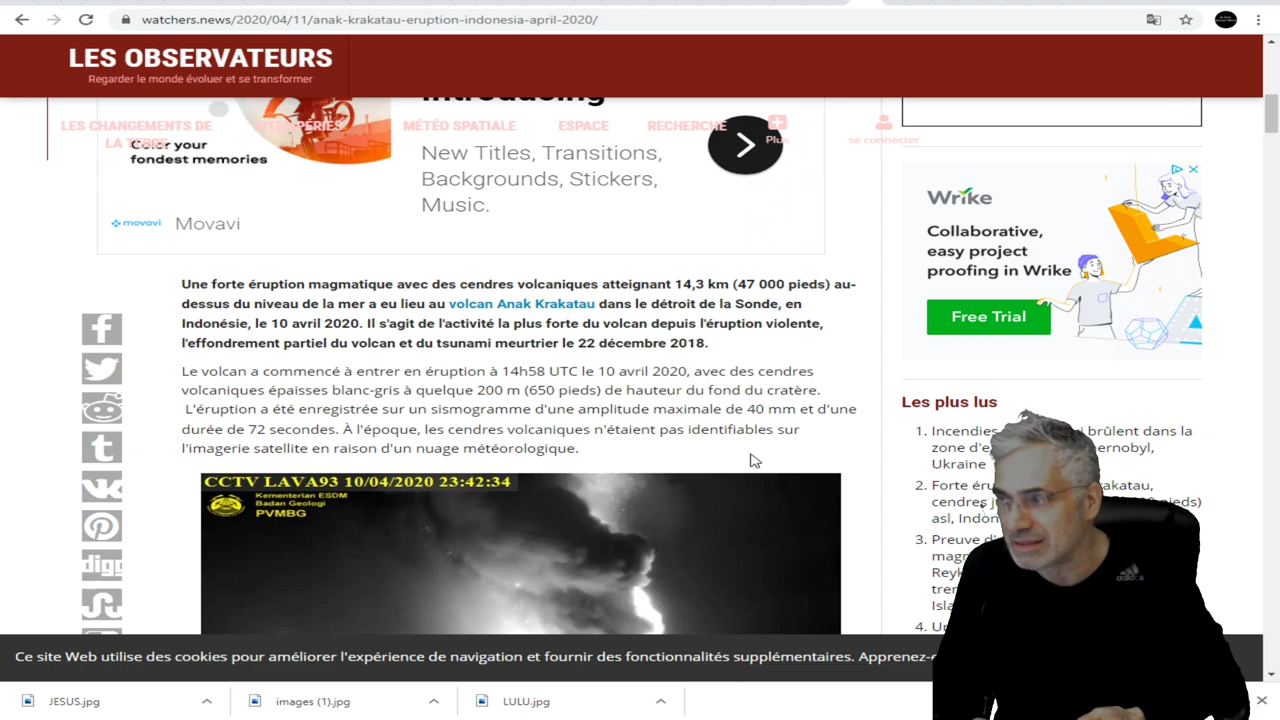 watchers.news/2020/04/11/anak-krakatau-eruption-indonesia-april-2020/
LES OBSERVATEURS
Regarder le monde évoluer et se transformer
LES CHANGEMENTS DE
LA TERRE
INTEMPÉRIES
MÉTÉO SPATIALE
ESPACE
RECHERCHE
Plus
se connecter
Introducing
Color your
fondest memories
New Titles, Transitions,
Backgrounds, Stickers,
Music.
movavi
Movavi
Wrike
Collaborative,
easy project
proofing in Wrike
Free Trial
Une forte éruption magmatique avec des cendres volcaniques atteignant 14,3 km (47 000 pieds) au-
dessus du niveau de la mer a eu lieu au volcan Anak Krakatau dans le détroit de la Sonde, en
Indonésie, le 10 avril 2020. Il s'agit de l'activité la plus forte du volcan depuis l'éruption violente,
l'effondrement partiel du volcan et du tsunami meurtrier le 22 décembre 2018.
Le volcan a commencé à entrer en éruption à 14h58 UTC le 10 avril 2020, avec des cendres
volcaniques épaisses blanc-gris à quelque 200 m (650 pieds) de hauteur du fond du cratère.
L'éruption a été enregistrée sur un sismogramme d'une amplitude maximale de 40 mm et d'une
durée de 72 secondes. À l'époque, les cendres volcaniques n'étaient pas identifiables sur
l'imagerie satellite en raison d'un nuage météorologique.
CCTV LAVA93 10/04/2020 23:42:34
Kementerian ESDM
Badan Geologi
PVMBG
digg
Les plus lus
1. Incendies brûlent dans la
zone
Ukraine
2. Forte
cendres pieds)
asl,
3. Preuve
4.
Ce site Web utilise des cookies pour améliorer l'expérience de navigation et fournir des fonctionnalités supplémentaires.
JESUS.jpg
images (1).jpg
LULU.jpg
adidas